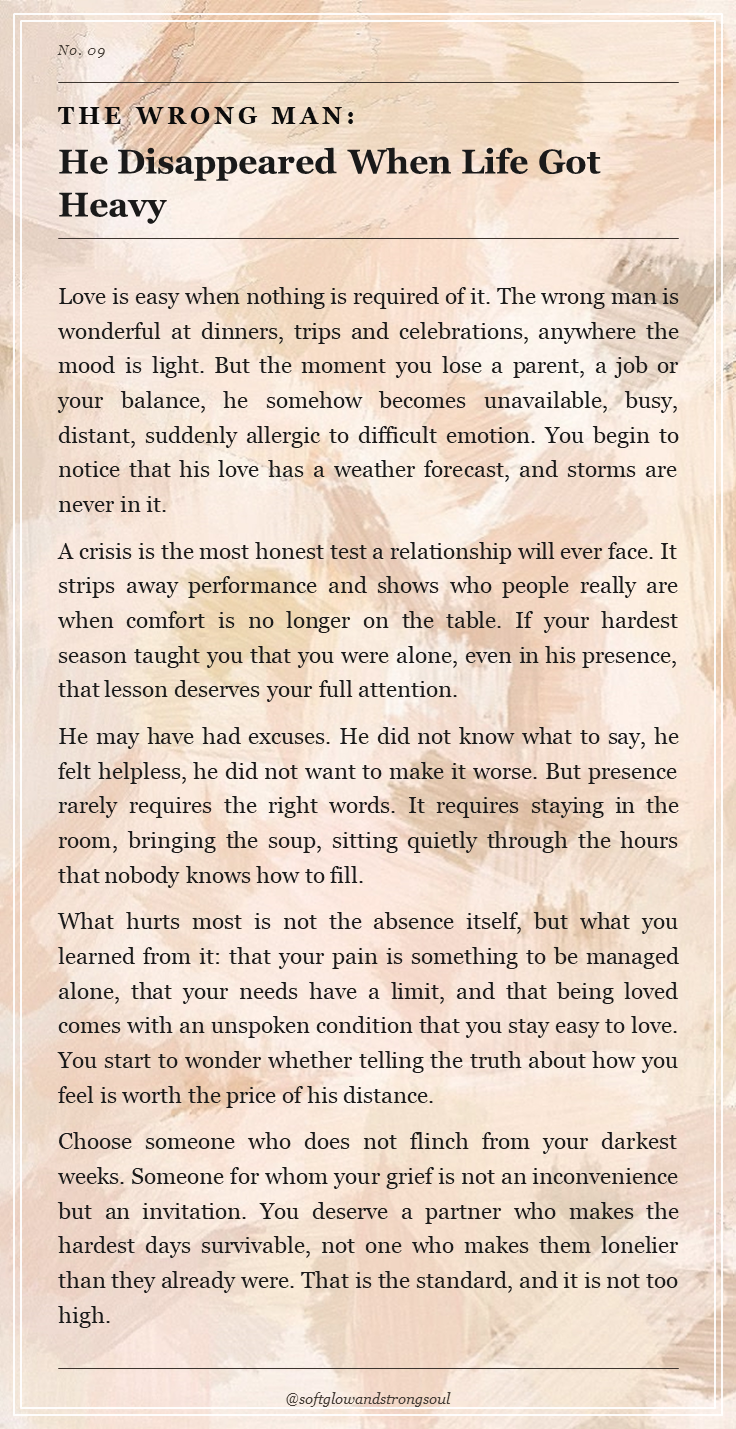 No. 09
THE WRONG MAN:
He Disappeared When Life Got
Heavy
Love is easy when nothing is required of it. The wrong man is
wonderful at dinners, trips and celebrations, anywhere the
mood is light. But the moment you lose a parent, a job or
your balance, he somehow becomes unavailable, busy,
distant, suddenly allergic to difficult emotion. You begin to
notice that his love has a weather forecast, and storms are
never in it.
A crisis is the most honest test a relationship will ever face. It
strips away performance and shows who people really are
when comfort is no longer on the table. If your hardest
season taught you that you were alone, even in his presence,
that lesson deserves your full attention.
He may have had excuses. He did not know what to say, he
felt helpless, he did not want to make it worse. But presence
rarely requires the right words. It requires staying in the
room, bringing the soup, sitting quietly through the hours
that nobody knows how to fill.
What hurts most is not the absence itself, but what you
learned from it: that your pain is something to be managed
alone, that your needs have a limit, and that being loved
comes with an unspoken condition that you stay easy to love.
You start to wonder whether telling the truth about how you
feel is worth the price of his distance.
Choose someone who does not flinch from your darkest
weeks. Someone for whom your grief is not an inconvenience
but an invitation. You deserve a partner who makes the
hardest days survivable, not one who makes them lonelier
than they already were. That is the standard, and it is not too
high.
@softglowandstrongsoul